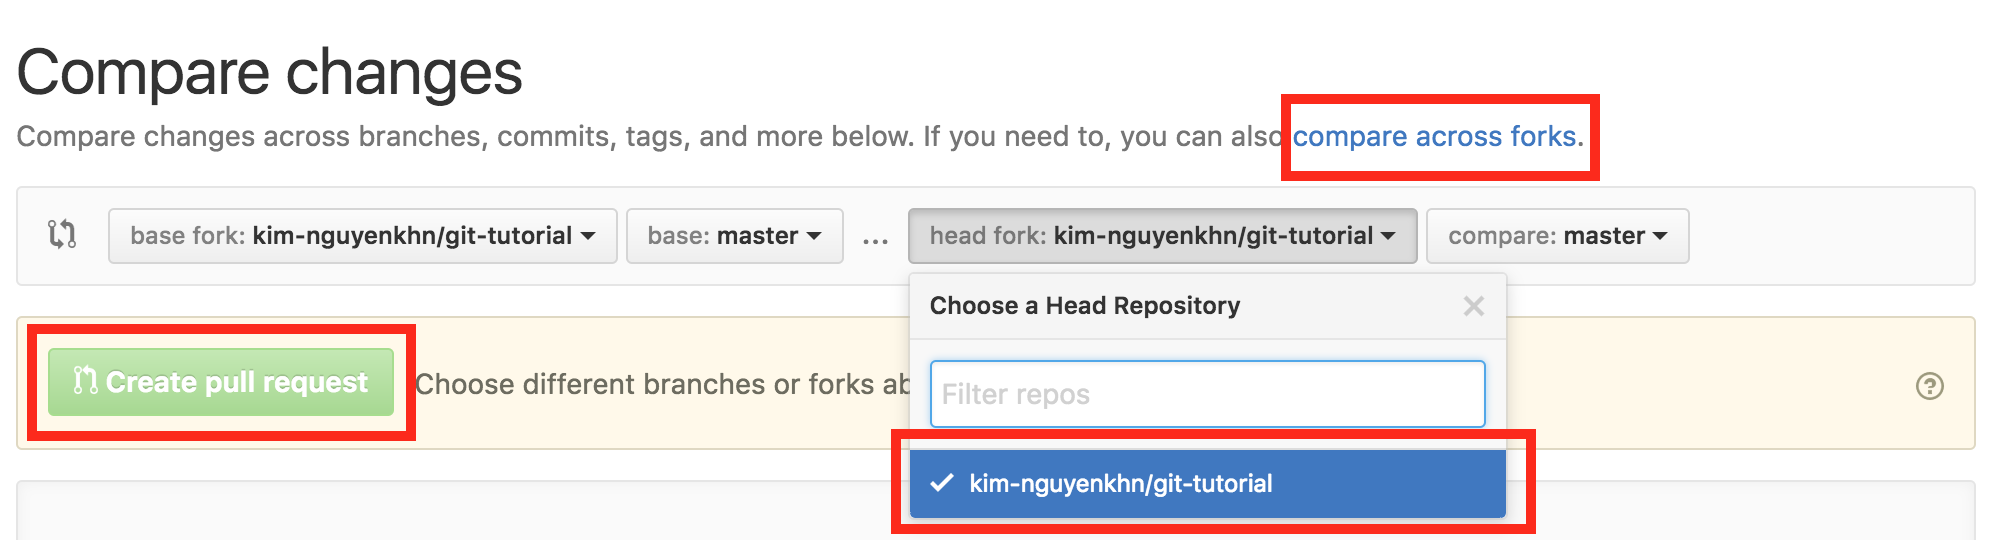 Compare changes
Compare changes across branches, commits, tags, and more below. If you need to, you can also compare across forks.
base fork: kim-nguyenkhn/git-tutorial base: master ... head fork: kim-nguyenkhn/git-tutorial compare: master
Choose a Head Repository
Create pull request Choose different branches or forks ab
Filter repos
kim-nguyenkhn/git-tutorial